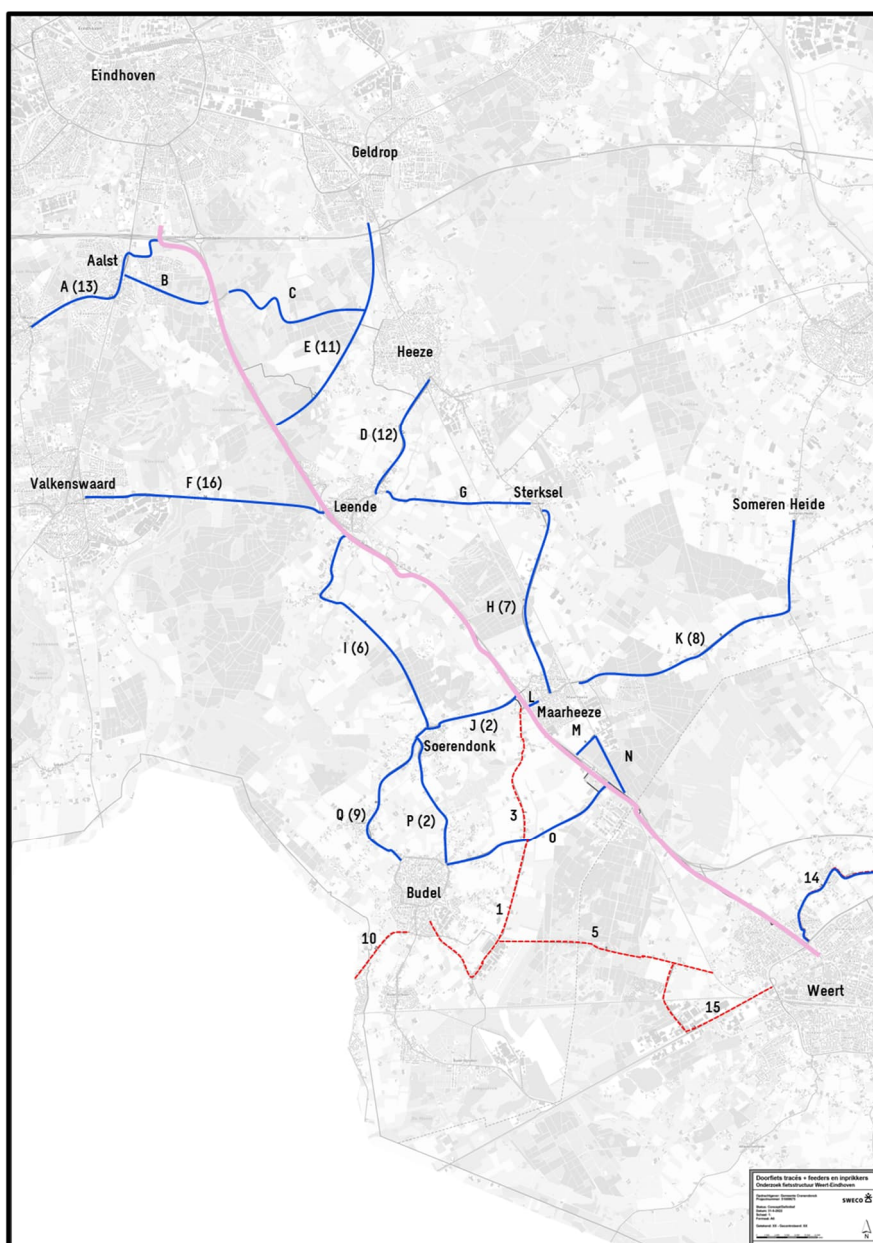 Eindhoven
Geldrop
Aalst
B
A (13)
C
E (11)
Heeze
D (12)
Valkenswaard
F (16)
G
Sterksel
Leende
Someren Heide
H (7)
K (8)
I (6)
L
Maarheeze
J (2)
M
Soerendonk
N
Q (9)
P (2)
3
O
14
Budel
1
10
5
Weert
15
Doorfiets tracés + feeders en inprikkers
Onderzoek fietsstructuur Weert-Eindhoven
SWECO
N